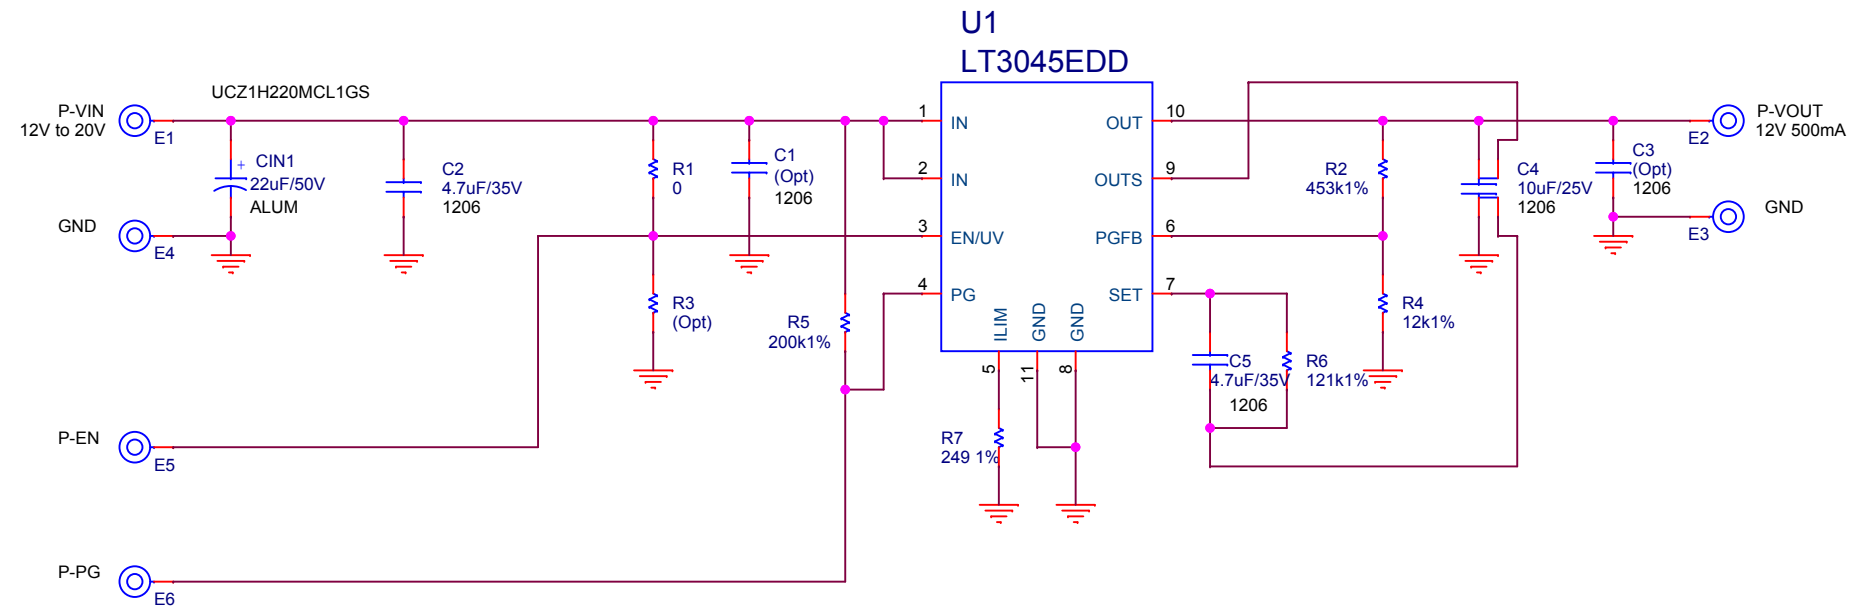 U1
LT3045EDD
UCZ1H220MCL1GS
P-VIN
12V to 20V
E1
+
CIN1
22uF/50V
ALUM
C2
4.7uF/35V
1206
R1
0
C1
(Opt)
1206
GND
E4
R3
(Opt)
R5
200k1%
1
IN
2
IN
3
EN/UV
4
PG
ILIM
GND
GND
5
11
8
OUT
10
OUTS
9
PGFB
6
SET
7
R2
453k1%
C4
10uF/25V
1206
C3
(Opt)
1206
P-VOUT
12V 500mA
E2
GND
E3
R4
12k1%
C5
4.7uF/35V
1206
R6
121k1%
R7
249 1%
P-EN
E5
P-PG
E6